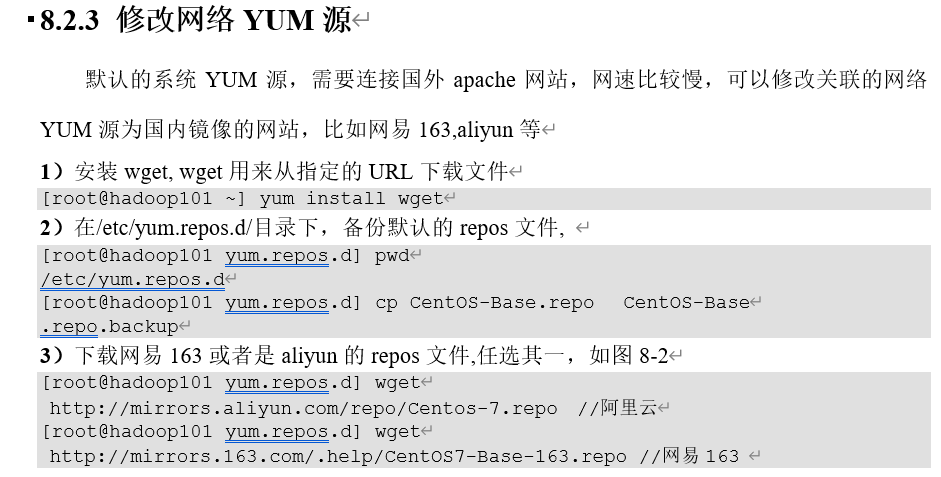 8.2.3 修改网络 YUM 源
默认的系统 YUM 源，需要连接国外 apache 网站，网速比较慢，可以修改关联的网络
YUM 源为国内镜像的网站，比如网易 163,aliyun 等
1）安装 wget, wget 用来从指定的 URL 下载文件
[root@hadoop101 ~] yum install wget
2）在/etc/yum.repos.d/目录下，备份默认的 repos 文件,
[root@hadoop101 yum.repos.d] pwd
/etc/yum.repos.d
[root@hadoop101 yum.repos.d] cp CentOS-Base.repo CentOS-Base
.repo.backup
3）下载网易 163 或者是 aliyun 的 repos 文件,任选其一，如图 8-2
[root@hadoop101 yum.repos.d] wget
http://mirrors.aliyun.com/repo/Centos-7.repo //阿里云
[root@hadoop101 yum.repos.d] wget
http://mirrors.163.com/.help/CentOS7-Base-163.repo //网易 163